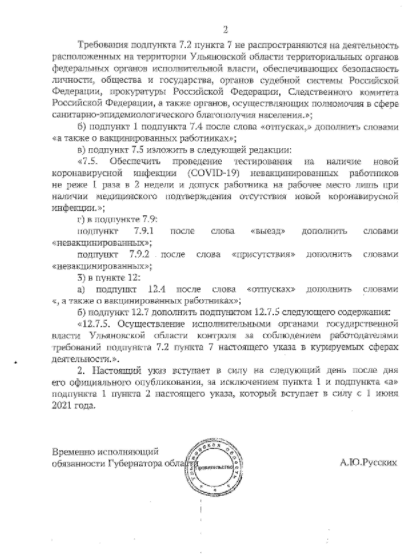 2
Требования подпункта 7.2 пункта 7 не распространяются на деятельность
расположенных на территории Ульяновской области территориальных органов
федеральных органов исполнительной власти, обеспечивающих безопасность
личности, общества и государства, органов судебной системы Российской
Федерации, прокуратуры Российской Федерации, Следственного комитета
Российской Федерации, а также органов, осуществляющих полномочия в сфере
санитарно-эпидемиологического благополучия населения.»;
б) подпункт 1 подпункта 7.4 после слова «отпусках,» дополнить словами
«а также о вакцинированных работниках»;
в) подпункт 7.5 изложить в следующей редакции:
«7.5. Обеспечить проведение тестирования на наличие новой
коронавирусной инфекции (COVID-19) невакцинированных работников
не реже 1 раза в 2 недели и допуск работника на рабочее место лишь при
наличии медицинского подтверждения отсутствия новой коронавирусной
инфекции.»;
г) в подпункте 7.9:
подпункт 7.9.1 после слова «выезд» дополнить словами
«невакцинированных»;
подпункт 7.9.2 после слова «присутствия» дополнить словами
«невакцинированных»;
3) в пункте 12:
а) подпункт 12.4 после слова «отпусках» дополнить словами
«, а также о вакцинированных работниках»;
б) подпункт 12.7 дополнить подпунктом 12.7.5 следующего содержания:
«12.7.5. Осуществление исполнительными органами государственной
власти Ульяновской области контроля за соблюдением работодателями
требований подпункта 7.2 пункта 7 настоящего указа в курируемых сферах
деятельности.».
2. Настоящий указ вступает в силу на следующий день после дня
его официального опубликования, за исключением пункта 1 и подпункта «а»
подпункта 1 пункта 2 настоящего указа, который вступает в силу с 1 июня
2021 года.
Временно исполняющий
обязанности Губернатора области
А.Ю.Русских